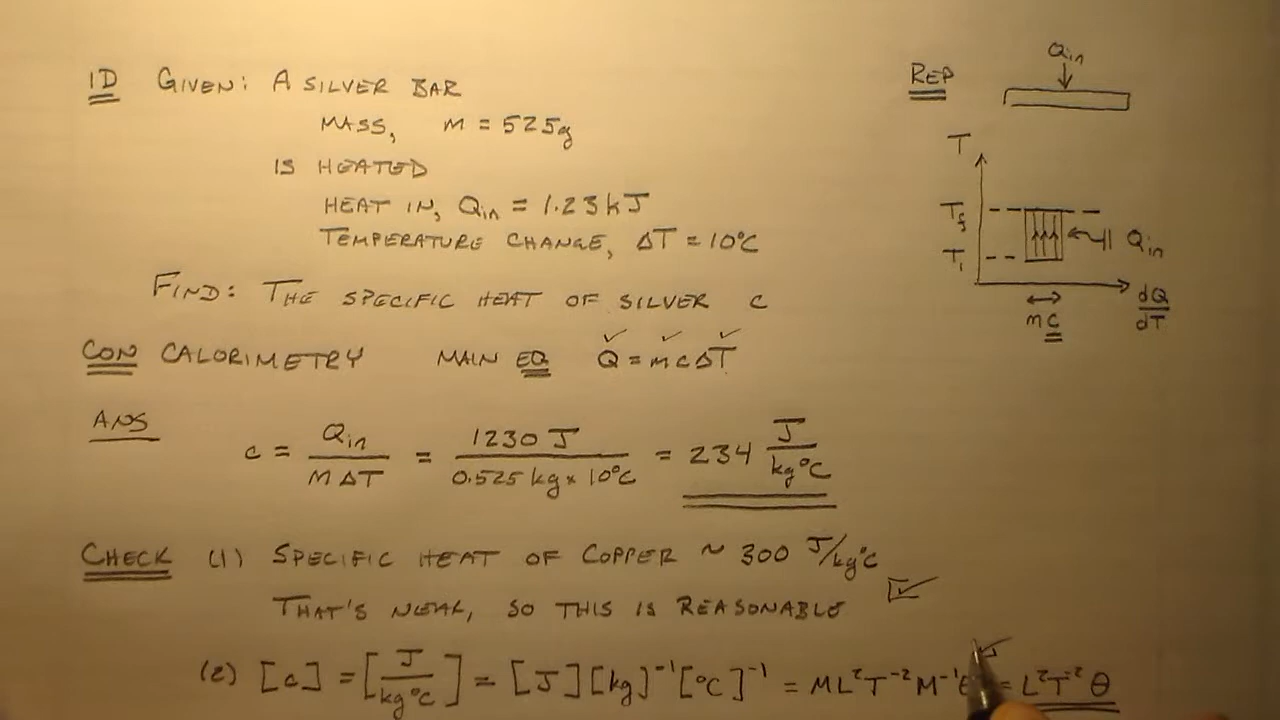 ID GIVEN: A SILVER BAR
MASS, m = 525g
IS HEATED
HEAT IN, Qin = 1.23kJ
TEMPERATURE CHANGE, ΔT = 10°C
FIND: THE SPECIFIC HEAT OF SILVER c
CON CALORIMETRY MAIN EQ Q = mcΔT
ANS
c = Qin / MΔT = 1230 J / 0.525 kg × 10°C = 234 J / kg°C
CHECK (1) SPECIFIC HEAT OF COPPER ~ 300 J/kg°C
THAT'S NEAR, SO THIS IS REASONABLE
(2) [c] = [J / kg°C] = [J][kg]⁻¹[°C]⁻¹ = ML²T⁻²M⁻¹ = L²T⁻²θ
REP
Qin
T
Tf
Qin
Ti
mc
dQ / dT